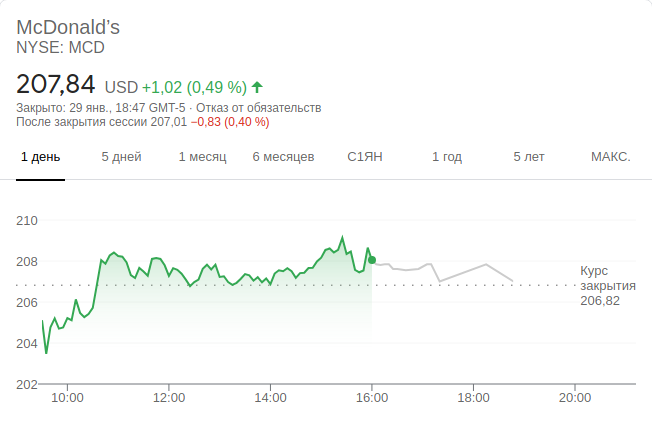 McDonald’s
NYSE: MCD
207,84 USD +1,02 (0,49 %)
Закрыто: 29 янв., 18:47 GMT-5 · Отказ от обязательств
После закрытия сессии 207,01 −0,83 (0,40 %)
1 день 5 дней 1 месяц 6 месяцев С1ЯН 1 год 5 лет МАКС.
210
208
206
204
202
Курс
закрытия
206,82
10:00 12:00 14:00 16:00 18:00 20:00